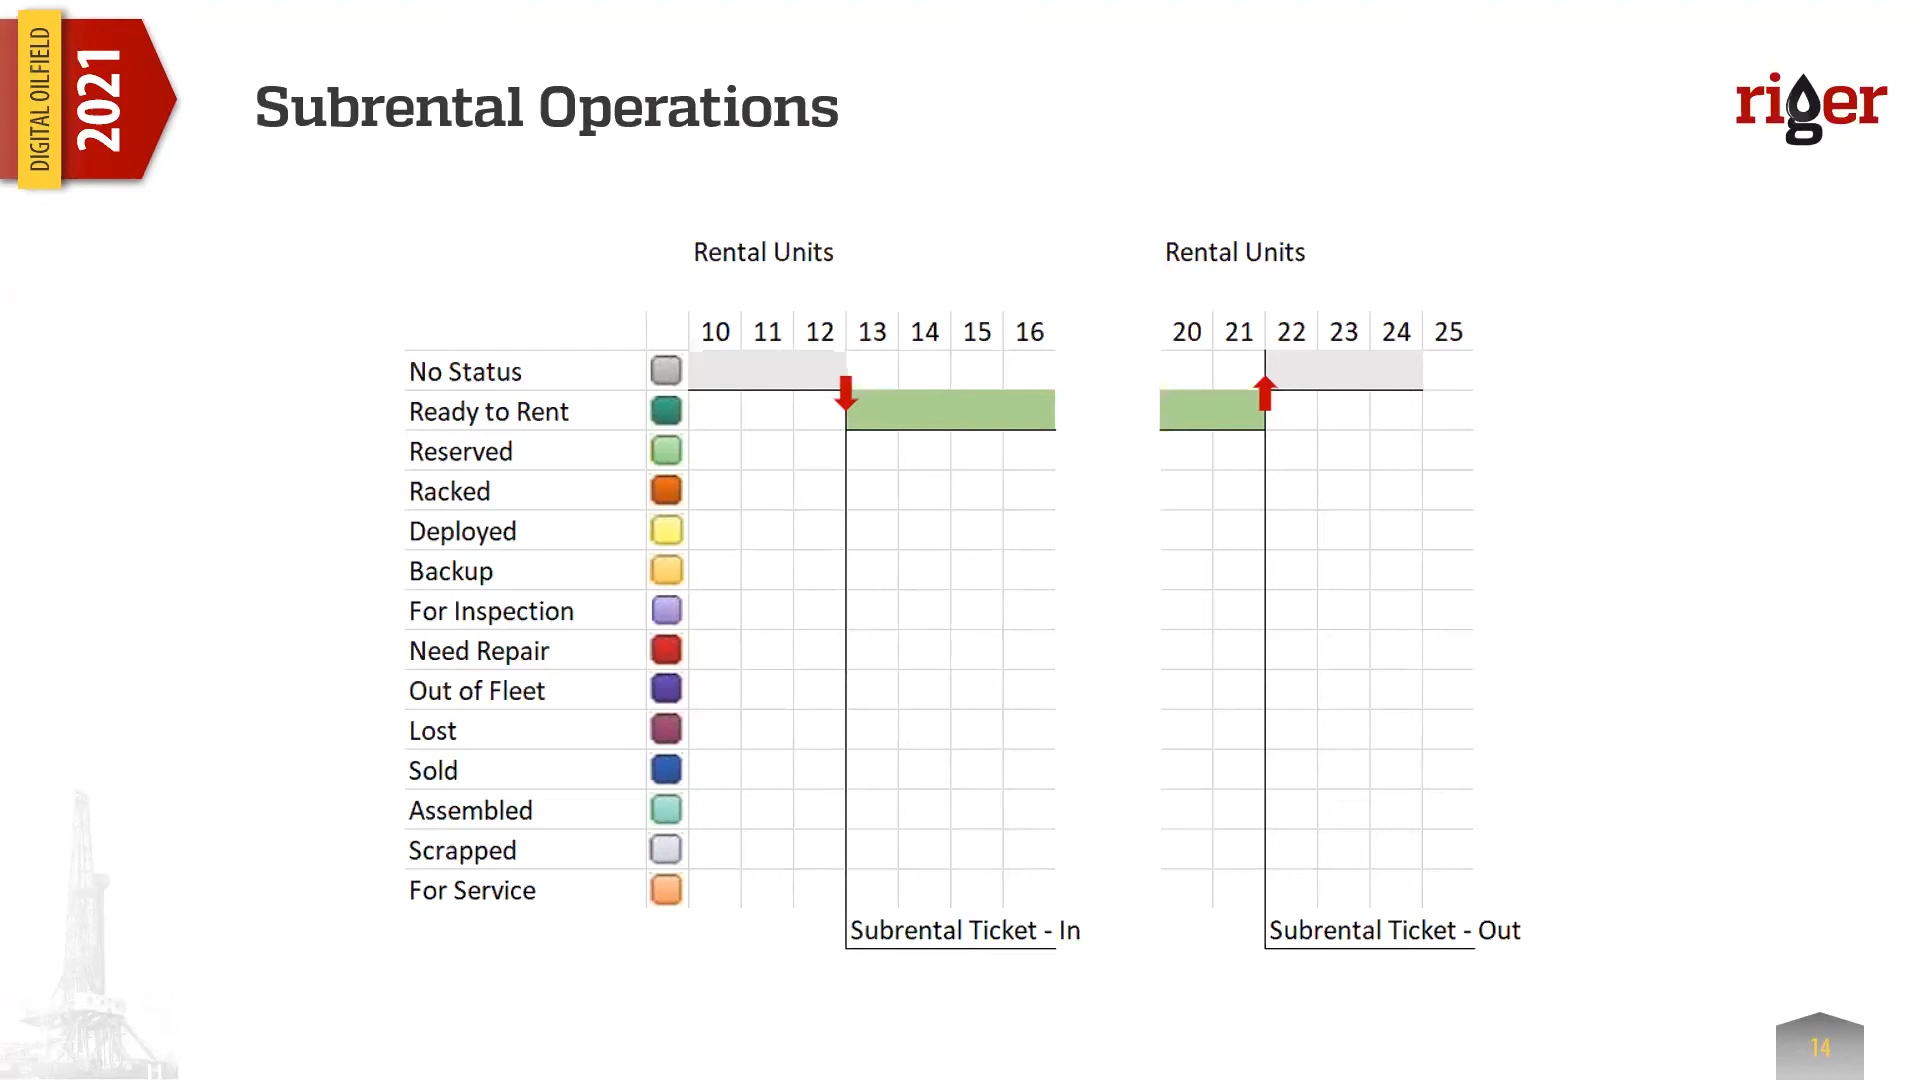 DIGITAL OILFIELD
2021
Subrental Operations
riger
Rental Units
Rental Units
10 11 12 13 14 15 16
20 21 22 23 24 25
No Status
Ready to Rent
Reserved
Racked
Deployed
Backup
For Inspection
Need Repair
Out of Fleet
Lost
Sold
Assembled
Scrapped
For Service
Subrental Ticket - In
Subrental Ticket - Out
14